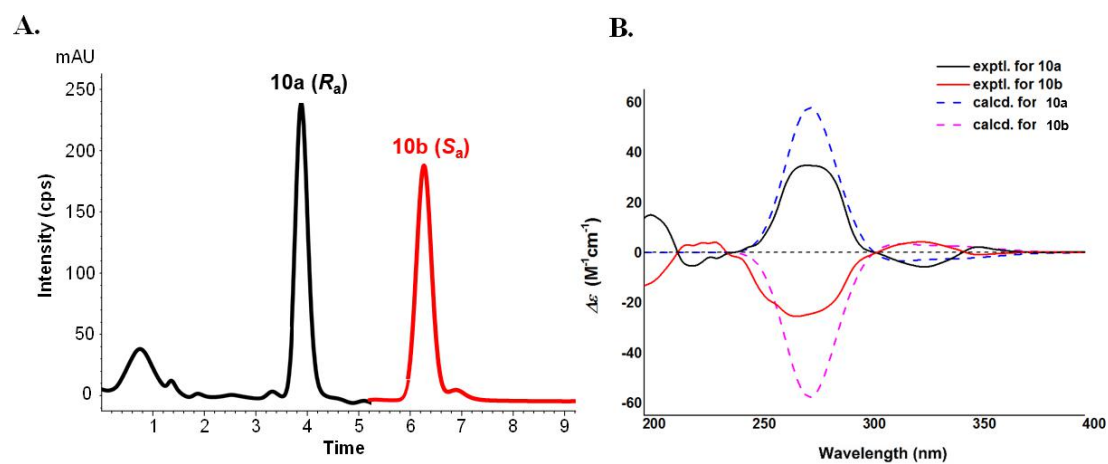 A.
mAU
250
200
150
100
50
0
Intensity (cps)
10a (Ra)
10b (Sa)
1 2 3 4 5 6 7 8 9
Time
B.
exptl. for 10a
exptl. for 10b
calcd. for 10a
calcd. for 10b
60
40
20
0
-20
-40
-60
Δε (M-1cm-1)
200 250 300 350 400
Wavelength (nm)